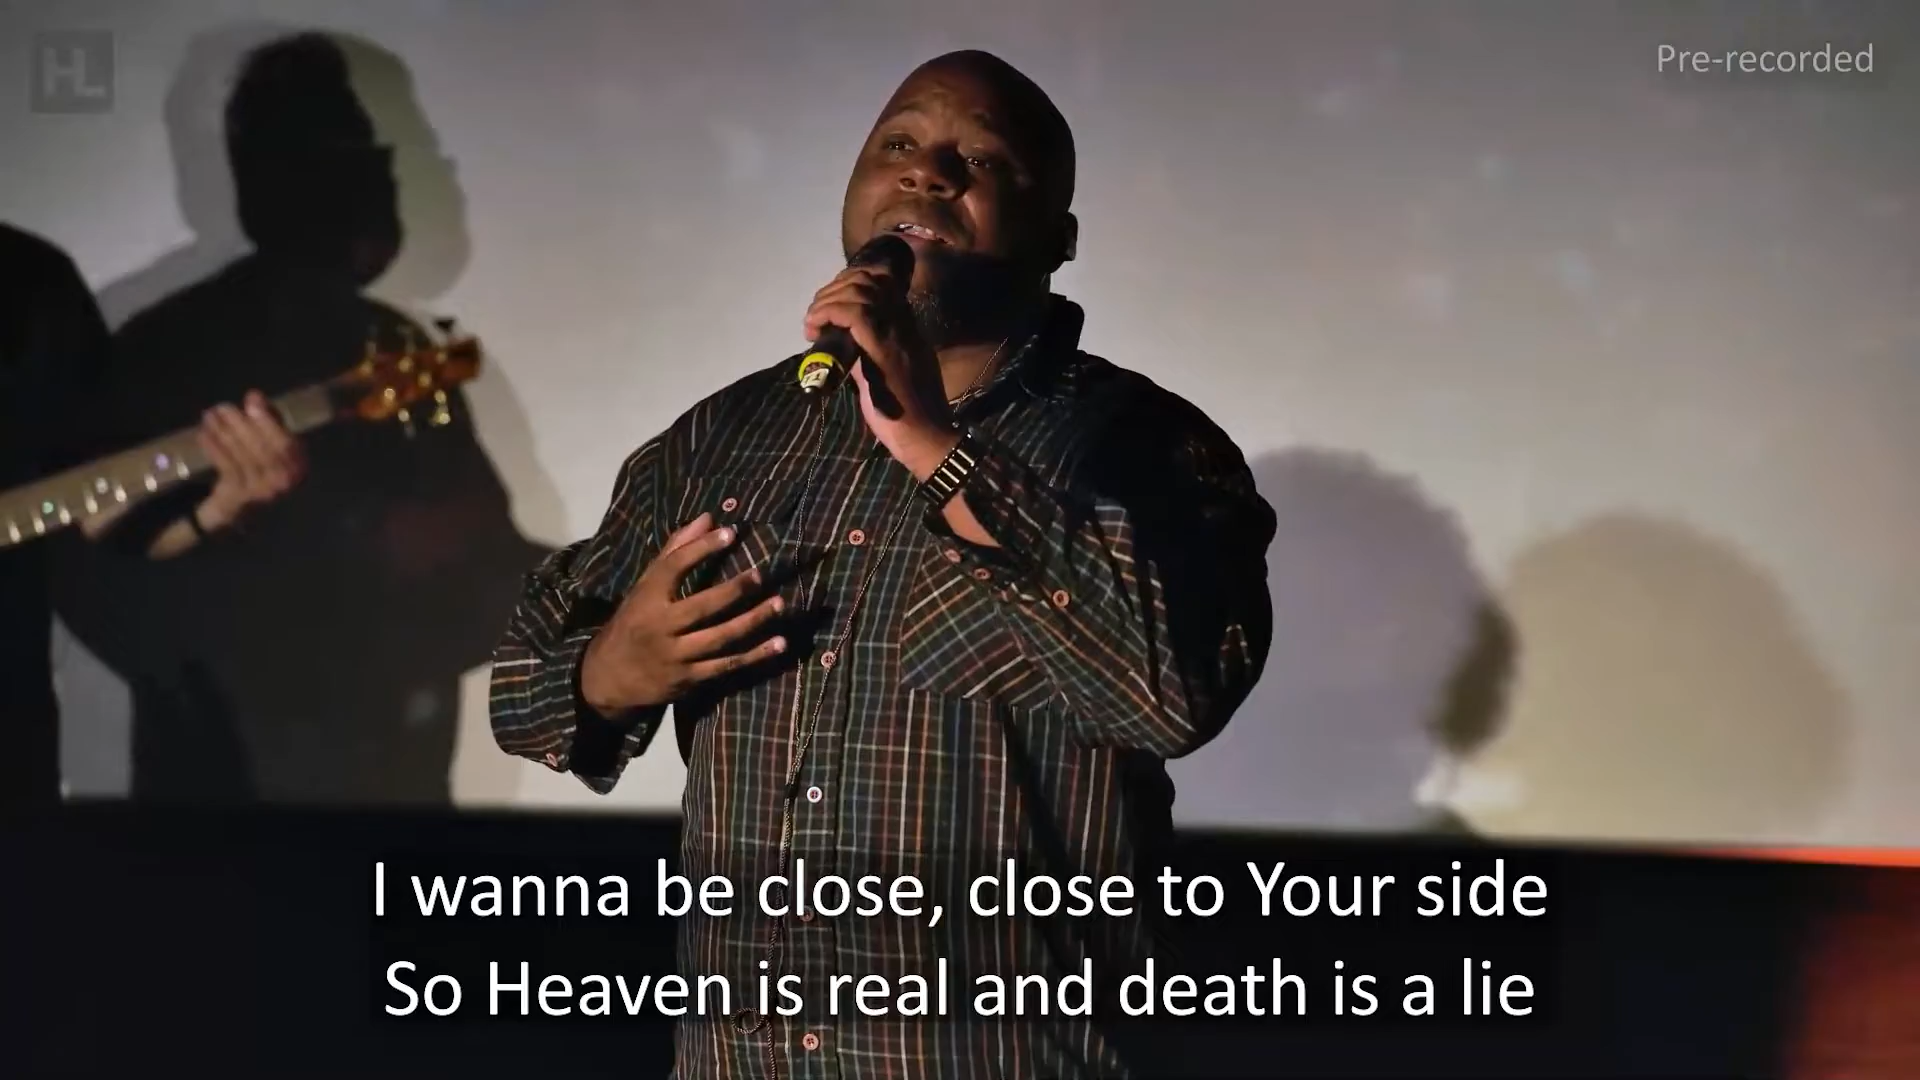 HL
Pre-recorded
I wanna be close, close to Your side
So Heaven is real and death is a lie